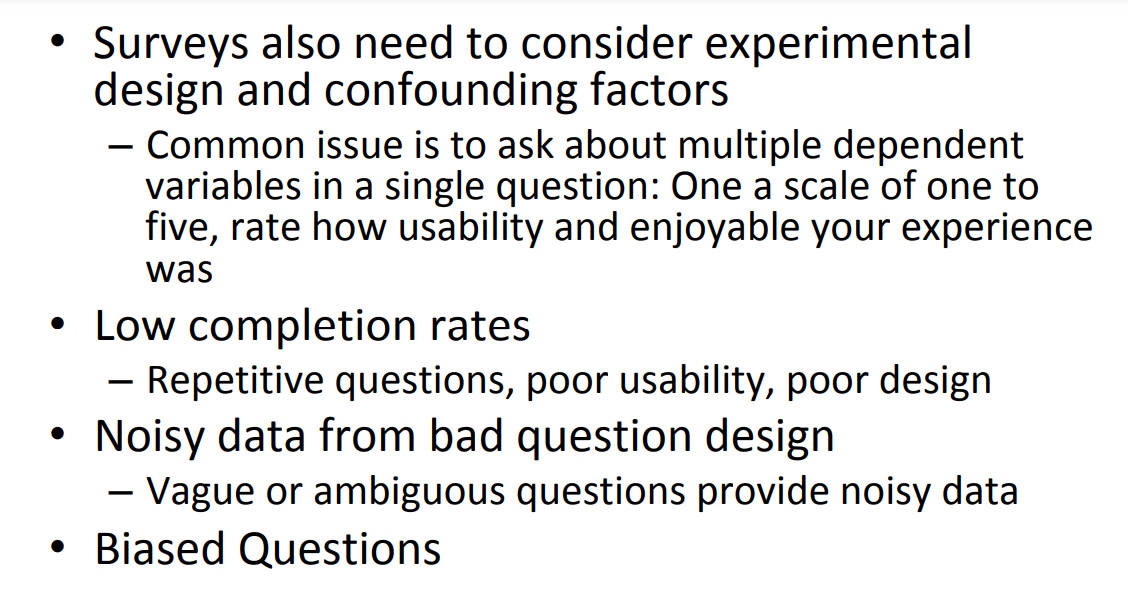 • Surveys also need to consider experimental
design and confounding factors
– Common issue is to ask about multiple dependent
variables in a single question: One a scale of one to
five, rate how usability and enjoyable your experience
was
• Low completion rates
– Repetitive questions, poor usability, poor design
• Noisy data from bad question design
– Vague or ambiguous questions provide noisy data
• Biased Questions